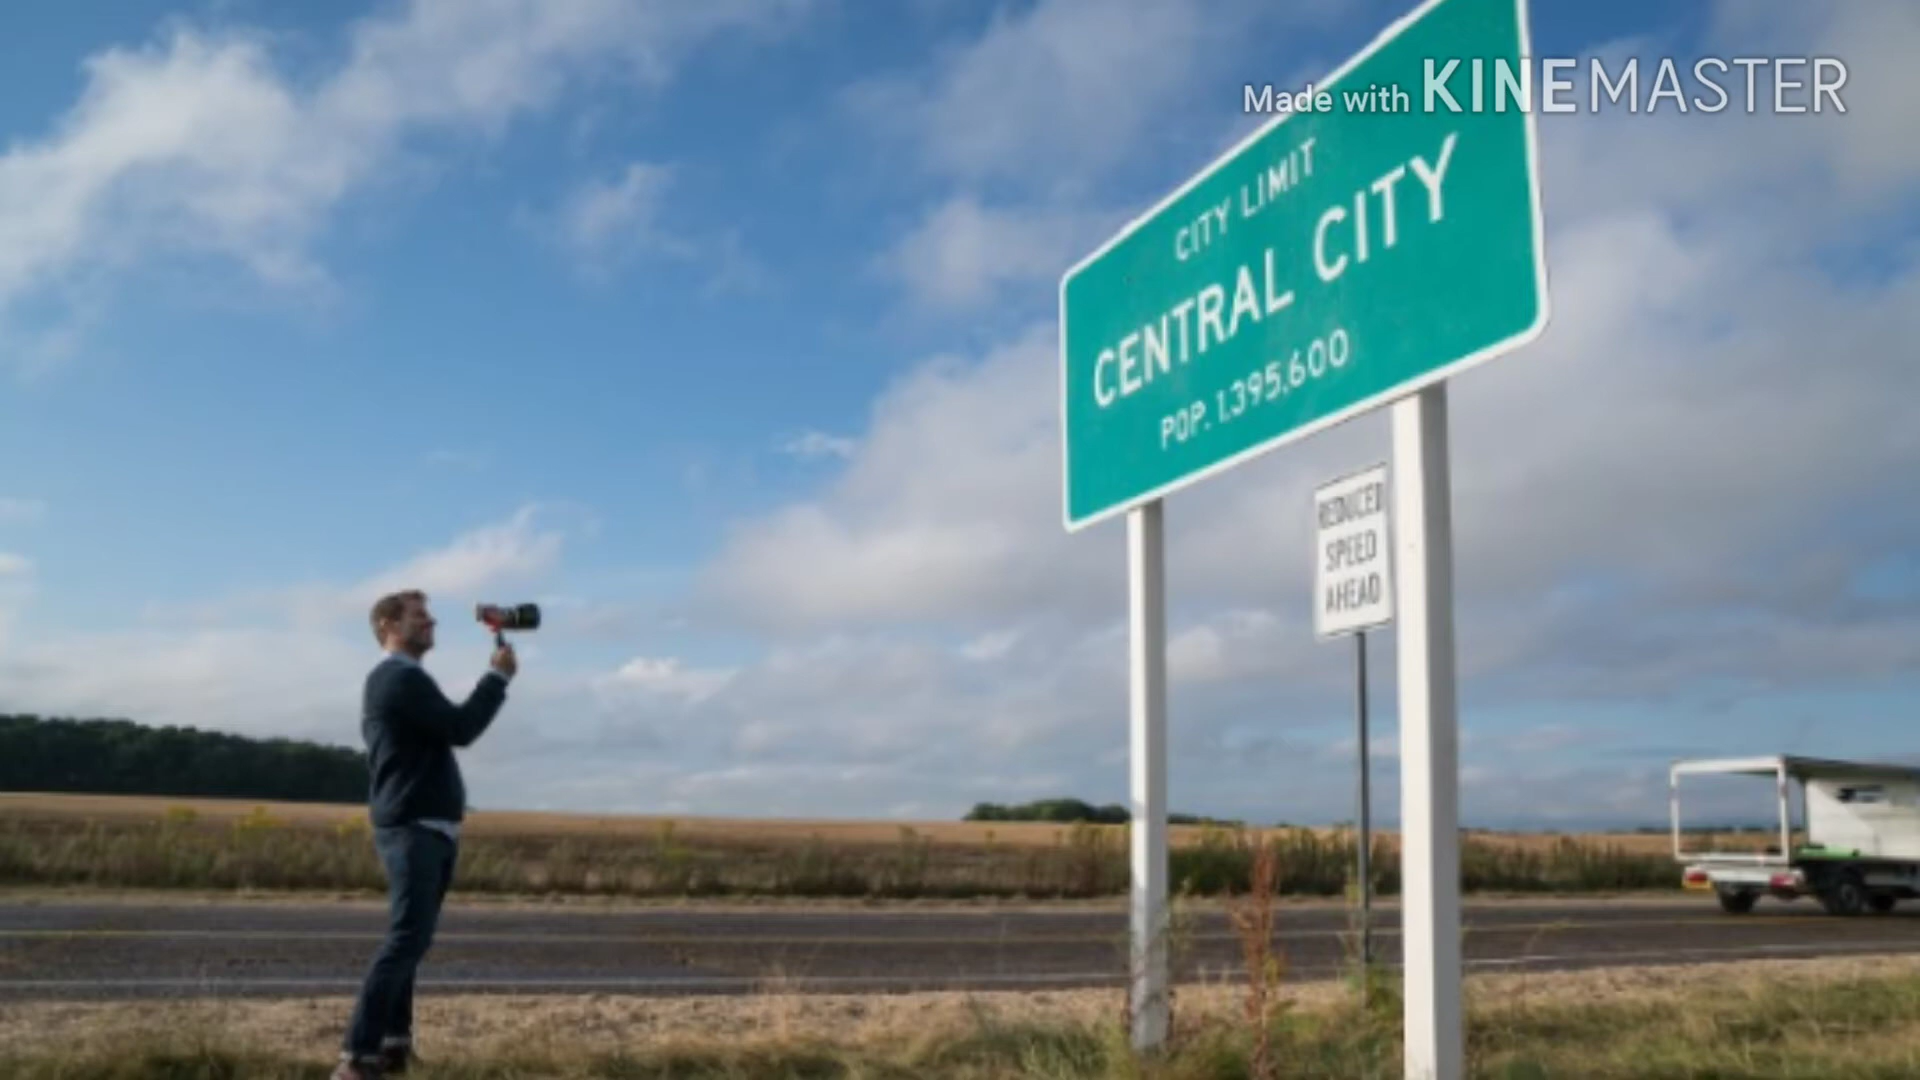 Made with KINEMASTER
CITY LIMIT
CENTRAL CITY
POP. 1,395,600
REDUCED
SPEED
AHEAD